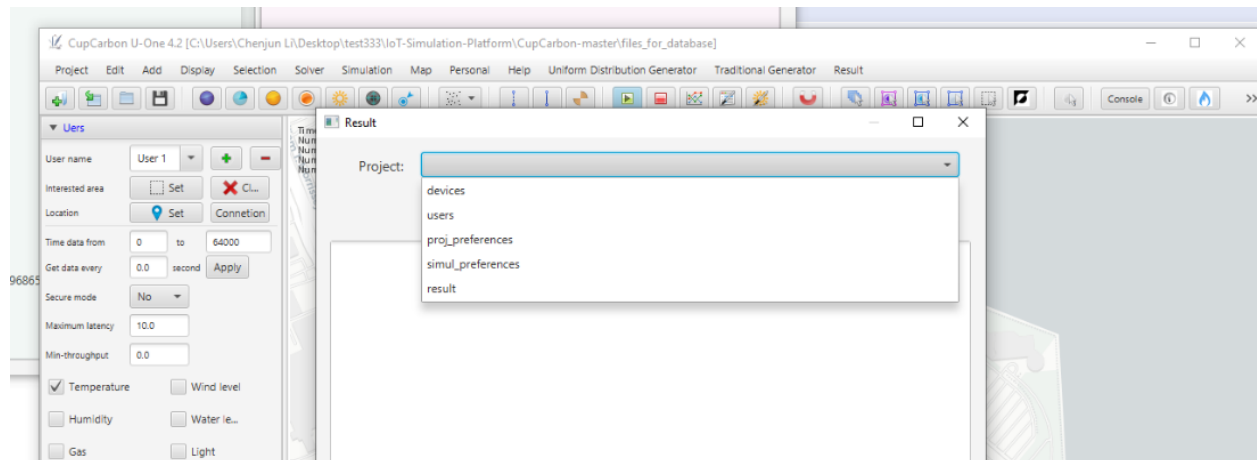 CupCarbon U-One 4.2 [C:\Users\Chenjun Li\Desktop\test333\IoT-Simulation-Platform\CupCarbon-master\files_for_database]
Project Edit Add Display Selection Solver Simulation Map Personal Help Uniform Distribution Generator Traditional Generator Result
Console
Uers
User name User 1
Interested area Set Cl...
Location Set Connetion
Time data from 0 to 64000
Get data every 0.0 second Apply
96865
Secure mode No
Maximum latency 10.0
Min-throughput 0.0
Temperature Wind level
Humidity Water le...
Gas Light
Result
Project:
devices
users
proj_preferences
simul_preferences
result